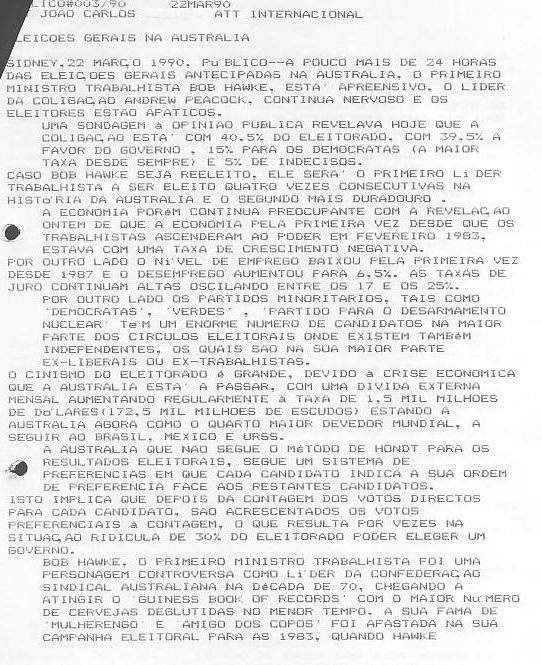 LICO#003/90 22MAR90
JOAO CARLOS ATT INTERNACIONAL
LEICOES GERAIS NA AUSTRALIA
SIDNEY,22 MARÇO 1990, Pu'BLICO--A POUCO MAIS DE 24 HORAS
DAS ELEIÇOES GERAIS ANTECIPADAS NA AUSTRALIA, O PRIMEIRO
MINISTRO TRABALHISTA BOB HAWKE, ESTA' APREENSIVO, O LIDER
DA COLIGAÇAO ANDREW PEACOCK, CONTINUA NERVOSO E OS
ELEITORES ESTÃO APATICOS.
UMA SONDAGEM à OPINIAO PUBLICA REVELAVA HOJE QUE A
COLIGAÇAO ESTA' COM 40,5% DO ELEITORADO, COM 39,5% A
FAVOR DO GOVERNO , 15% PARA OS DEMOCRATAS (A MAIOR
TAXA DESDE SEMPRE) E 5% DE INDECISOS.
CASO BOB HAWKE SEJA REELEITO, ELE SERA' O PRIMEIRO Li'DER
TRABALHISTA A SER ELEITO QUATRO VEZES CONSECUTIVAS NA
HISTo'RIA DA AUSTRALIA E O SEGUNDO MAIS DURADOURO .
A ECONOMIA PORéM CONTINUA PREOCUPANTE COM A REVELAÇAO
ONTEM DE QUE A ECONOMIA PELA PRIMEIRA VEZ DESDE QUE OS
TRABALHISTAS ASCENDERAM AO PODER EM FEVEREIRO 1983,
ESTAVA COM UMA TAXA DE CRESCIMENTO NEGATIVA.
POR OUTRO LADO O Ni'VEL DE EMPREGO BAIXOU PELA PRIMEIRA VEZ
DESDE 1987 E O DESEMPREGO AUMENTOU PARA 6,5%. AS TAXAS DE
JURO CONTINUAM ALTAS OSCILANDO ENTRE OS 17 E OS 25%.
POR OUTRO LADO OS PARTIDOS MINORITARIOS, TAIS COMO
'DEMOCRATAS', 'VERDES' , 'PARTIDO PARA O DESARMAMENTO
NUCLEAR' Te^M UM ENORME NUMERO DE CANDIDATOS NA MAIOR
PARTE DOS CIRCULOS ELEITORAIS ONDE EXISTEM TAMBéM
INDEPENDENTES, OS QUAIS SAO NA SUA MAIOR PARTE
EX-LIBERAIS OU EX-TRABALHISTAS.
O CINISMO DO ELEITORADO é GRANDE, DEVIDO à CRISE ECONOMICA
QUE A AUSTRALIA ESTA' A PASSAR, COM UMA DIVIDA EXTERNA
MENSAL AUMENTANDO REGULARMENTE à TAXA DE 1,5 MIL MILHOES
DE Do'LARES(172,5 MIL MILHOES DE ESCUDOS) ESTANDO A
AUSTRALIA AGORA COMO O QUARTO MAIOR DEVEDOR MUNDIAL, A
SEGUIR AO BRASIL, MEXICO E URSS.
A AUSTRALIA QUE NAO SEGUE O MéTODO DE HONDT PARA OS
RESULTADOS ELEITORAIS, SEGUE UM SISTEMA DE
PREFERENCIAS EM QUE CADA CANDIDATO INDICA A SUA ORDEM
DE PREFERENCIA FACE AOS RESTANTES CANDIDATOS.
ISTO IMPLICA QUE DEPOIS DA CONTAGEM DOS VOTOS DIRECTOS
PARA CADA CANDIDATO, SAO ACRESCENTADOS OS VOTOS
PREFERENCIAIS à CONTAGEM, O QUE RESULTA POR VEZES NA
SITUAÇAO RIDICULA DE 30% DO ELEITORADO PODER ELEGER UM
GOVERNO.
BOB HAWKE, O PRIMEIRO MINISTRO TRABALHISTA FOI UMA
PERSONAGEM CONTROVERSA COMO Li'DER DA CONFEDERAÇAO
SINDICAL AUSTRALIANA NA DéCADA DE 70, CHEGANDO A
ATINGIR O 'GUINESS BOOK OF RECORDS' COM O MAIOR Nu'MERO
DE CERVEJAS DEGLUTIDAS NO MENOR TEMPO. A SUA FAMA DE
'MULHERENGO' E 'AMIGO DOS COPOS' FOI AFASTADA NA SUA
CAMPANHA ELEITORAL PARA AS 1983, QUANDO HAWKE